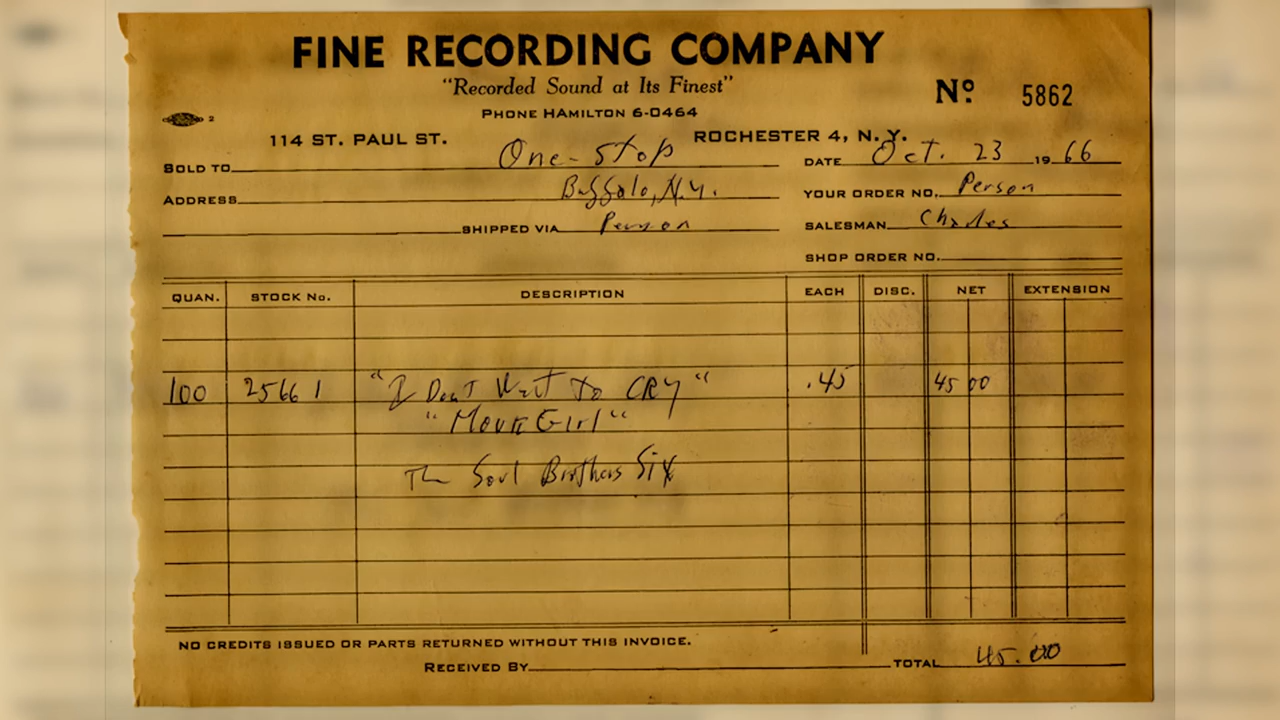 FINE RECORDING COMPANY
"Recorded Sound at Its Finest"
Nº 5862
PHONE HAMILTON 6-0464
2
114 ST. PAUL ST. ROCHESTER 4, N.Y.
SOLD TO One-Stop DATE Oct. 23 1966
ADDRESS Buffalo, N.Y. YOUR ORDER NO. Person
SHIPPED VIA Person SALESMAN Charles
SHOP ORDER NO.
QUAN. STOCK No. DESCRIPTION EACH DISC. NET EXTENSION
100 25661 "I Don't Want To CRY" .45 45 00
"Move Girl"
The Soul Brothers Six
NO CREDITS ISSUED OR PARTS RETURNED WITHOUT THIS INVOICE.
RECEIVED BY TOTAL 45.00